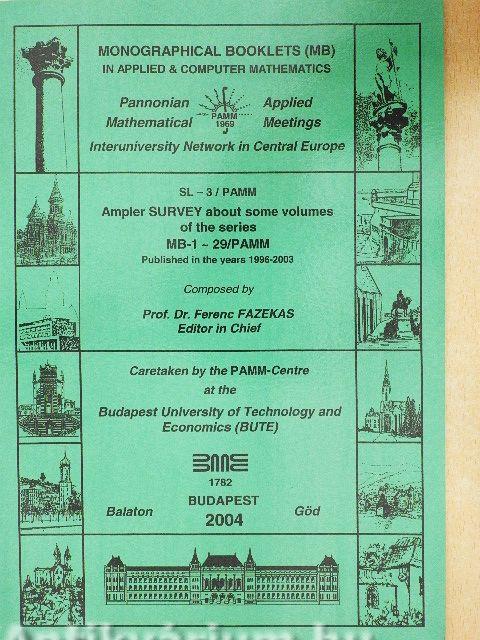 MONOGRAPHICAL BOOKLETS (MB)
IN APPLIED & COMPUTER MATHEMATICS
Pannonian Applied
PAMM
Mathematical 1969 Meetings
Interuniversity Network in Central Europe
SL – 3 / PAMM
Ampler SURVEY about some volumes
of the series
MB-1 ~ 29/PAMM
Published in the years 1996-2003
Composed by
Prof. Dr. Ferenc FAZEKAS
Editor in Chief
Caretaken by the PAMM-Centre
at the
Budapest University of Technology and
Economics (BUTE)
BME
1782
BUDAPEST
Balaton 2004 Göd